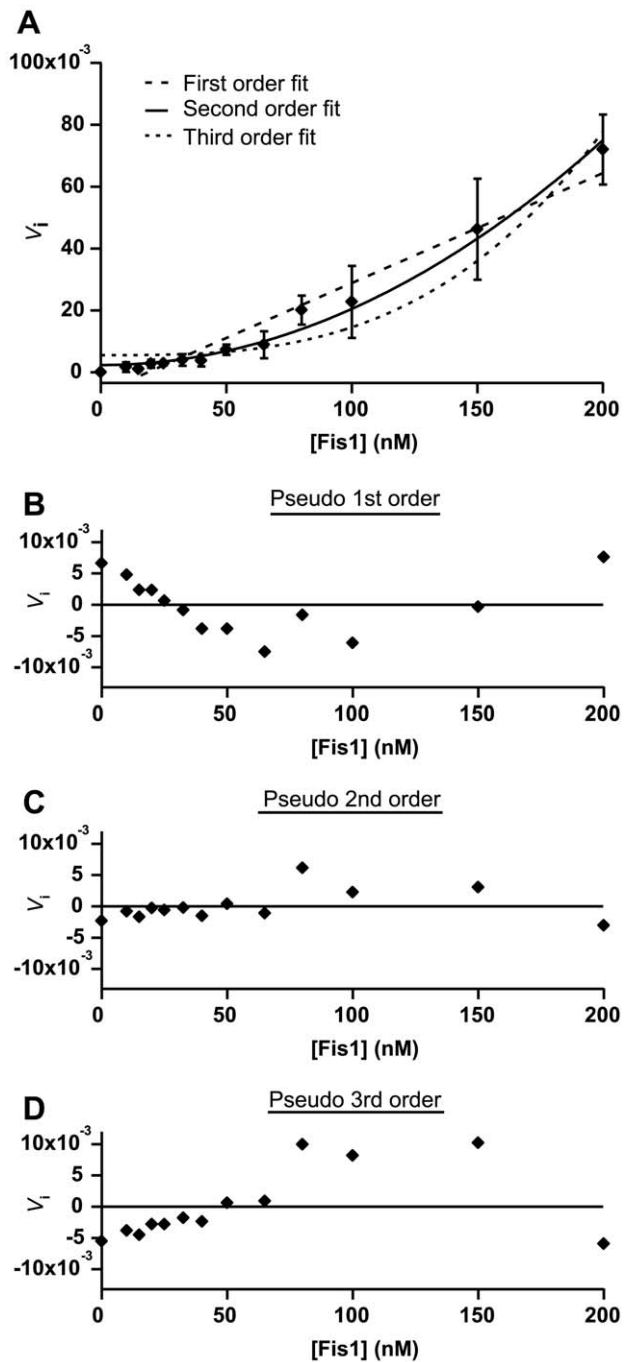 A
100x10⁻³
80
60
40
20
0
Vi
First order fit
Second order fit
Third order fit
0 50 100 150 200
[Fis1] (nM)
B
Pseudo 1st order
10x10⁻³
5
0
-5
-10x10⁻³
Vi
0 50 100 150 200
[Fis1] (nM)
C
Pseudo 2nd order
10x10⁻³
5
0
-5
-10x10⁻³
Vi
0 50 100 150 200
[Fis1] (nM)
D
Pseudo 3rd order
10x10⁻³
5
0
-5
-10x10⁻³
Vi
0 50 100 150 200
[Fis1] (nM)